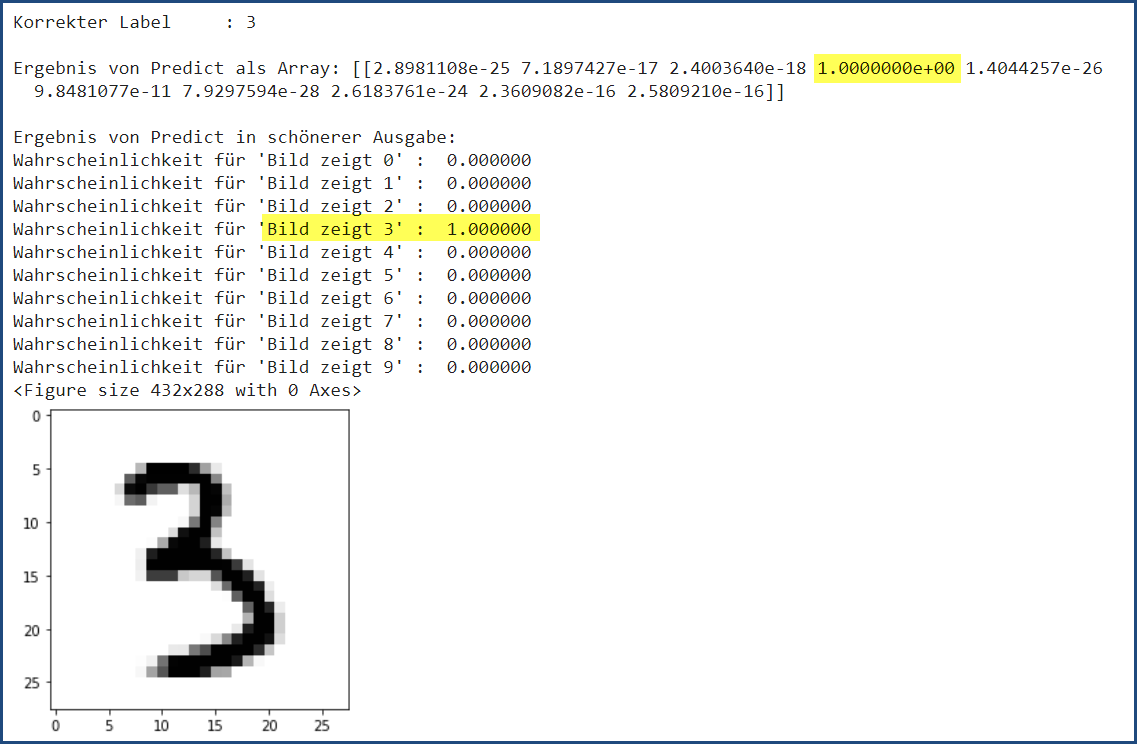 Korrekter Label     : 3
Ergebnis von Predict als Array: [[2.8981108e-25 7.1897427e-17 2.4003640e-18 1.0000000e+00 1.4044257e-26
9.8481077e-11 7.9297594e-28 2.6183761e-24 2.3609082e-16 2.5809210e-16]]
Ergebnis von Predict in schönerer Ausgabe:
Wahrscheinlichkeit für 'Bild zeigt 0' :  0.000000
Wahrscheinlichkeit für 'Bild zeigt 1' :  0.000000
Wahrscheinlichkeit für 'Bild zeigt 2' :  0.000000
Wahrscheinlichkeit für 'Bild zeigt 3' :  1.000000
Wahrscheinlichkeit für 'Bild zeigt 4' :  0.000000
Wahrscheinlichkeit für 'Bild zeigt 5' :  0.000000
Wahrscheinlichkeit für 'Bild zeigt 6' :  0.000000
Wahrscheinlichkeit für 'Bild zeigt 7' :  0.000000
Wahrscheinlichkeit für 'Bild zeigt 8' :  0.000000
Wahrscheinlichkeit für 'Bild zeigt 9' :  0.000000
<Figure size 432x288 with 0 Axes>
0
5
10
15
20
25
3
0 5 10 15 20 25